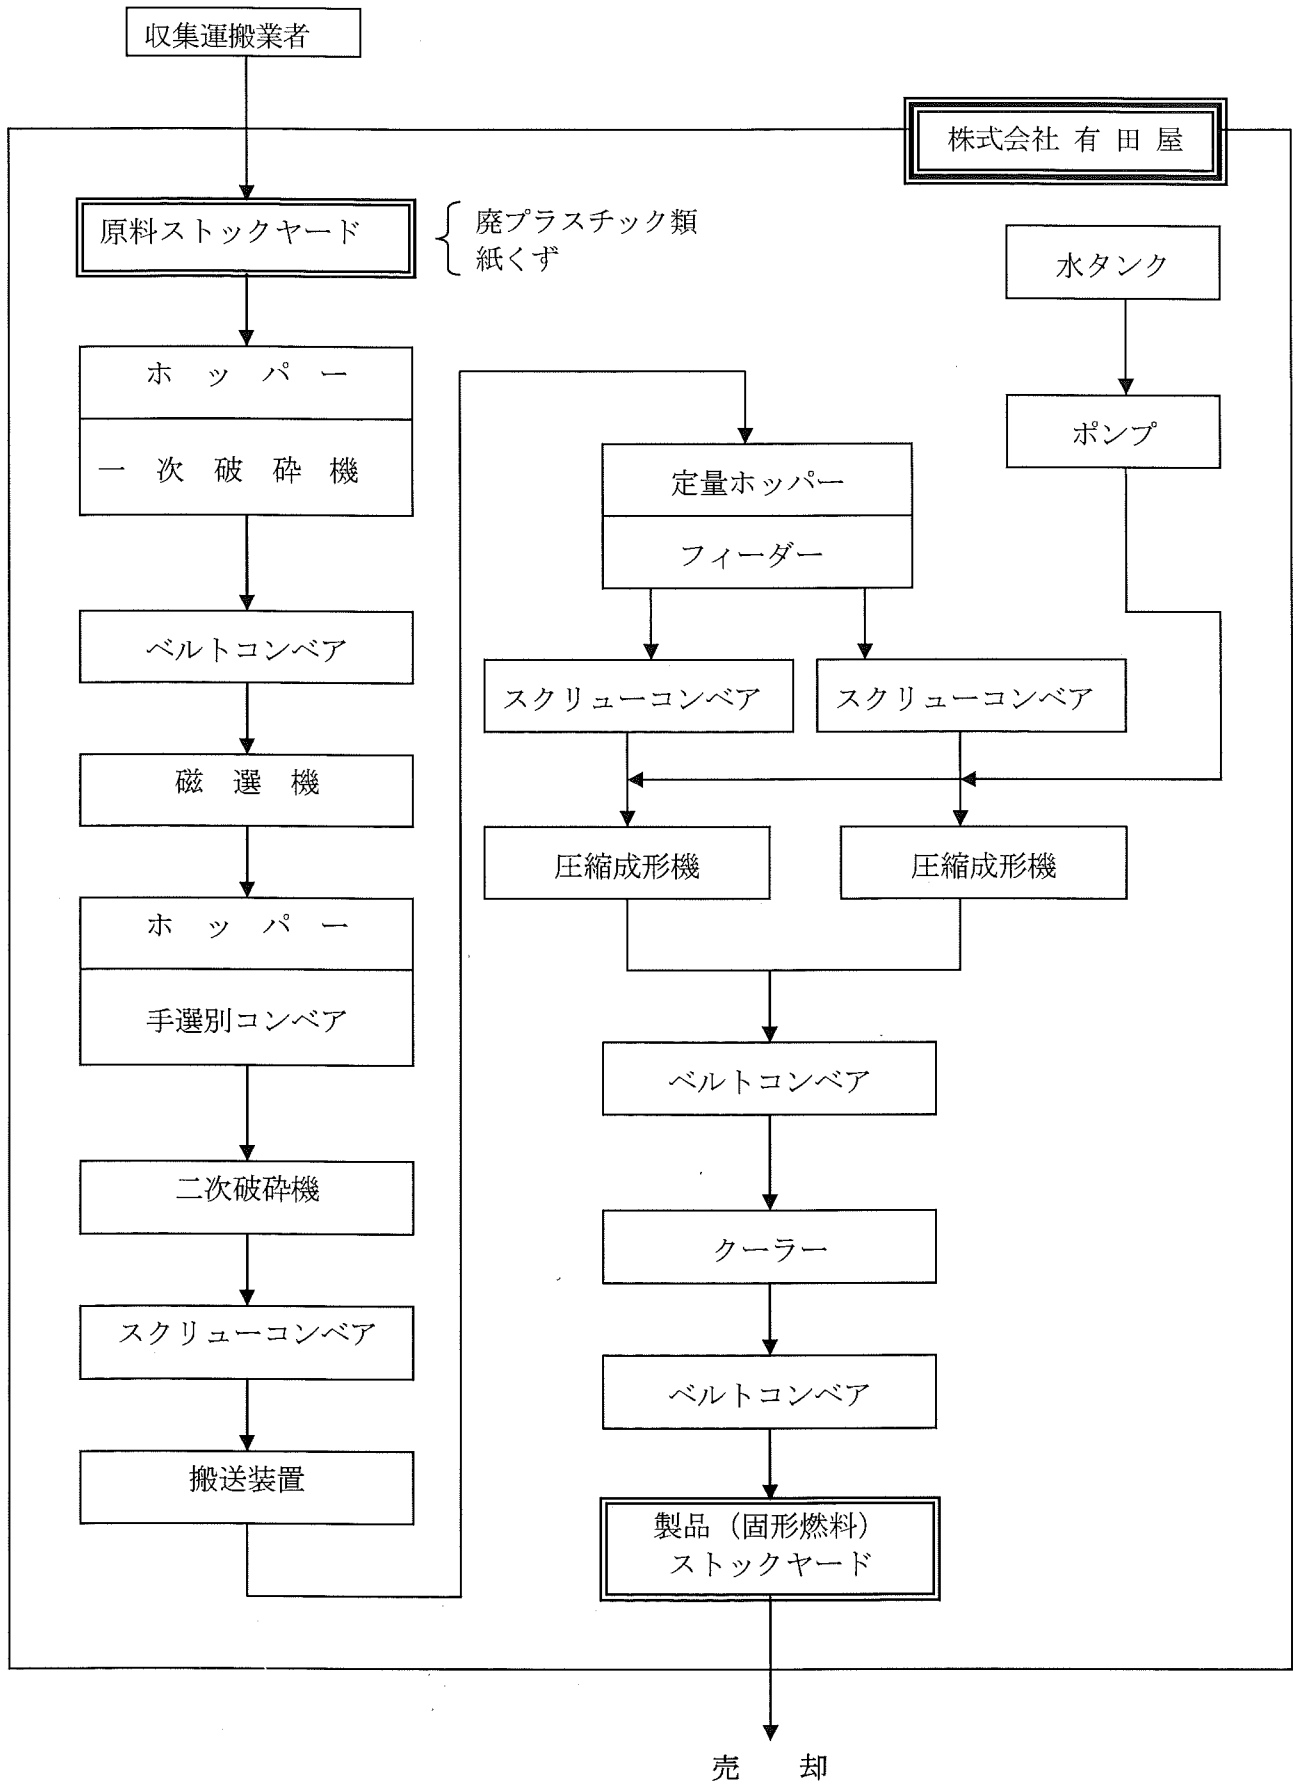 収集運搬業者
株式会社 有 田 屋
原料ストックヤード
廃プラスチック類
紙くず
ホ ッ パ ー
一 次 破 砕 機
ベルトコンベア
磁 選 機
ホ ッ パ ー
手選別コンベア
二次破砕機
スクリューコンベア
搬送装置
定量ホッパー
フィーダー
スクリューコンベア
スクリューコンベア
水タンク
ポンプ
圧縮成形機
圧縮成形機
ベルトコンベア
クーラー
ベルトコンベア
製品（固形燃料）
ストックヤード
売 却